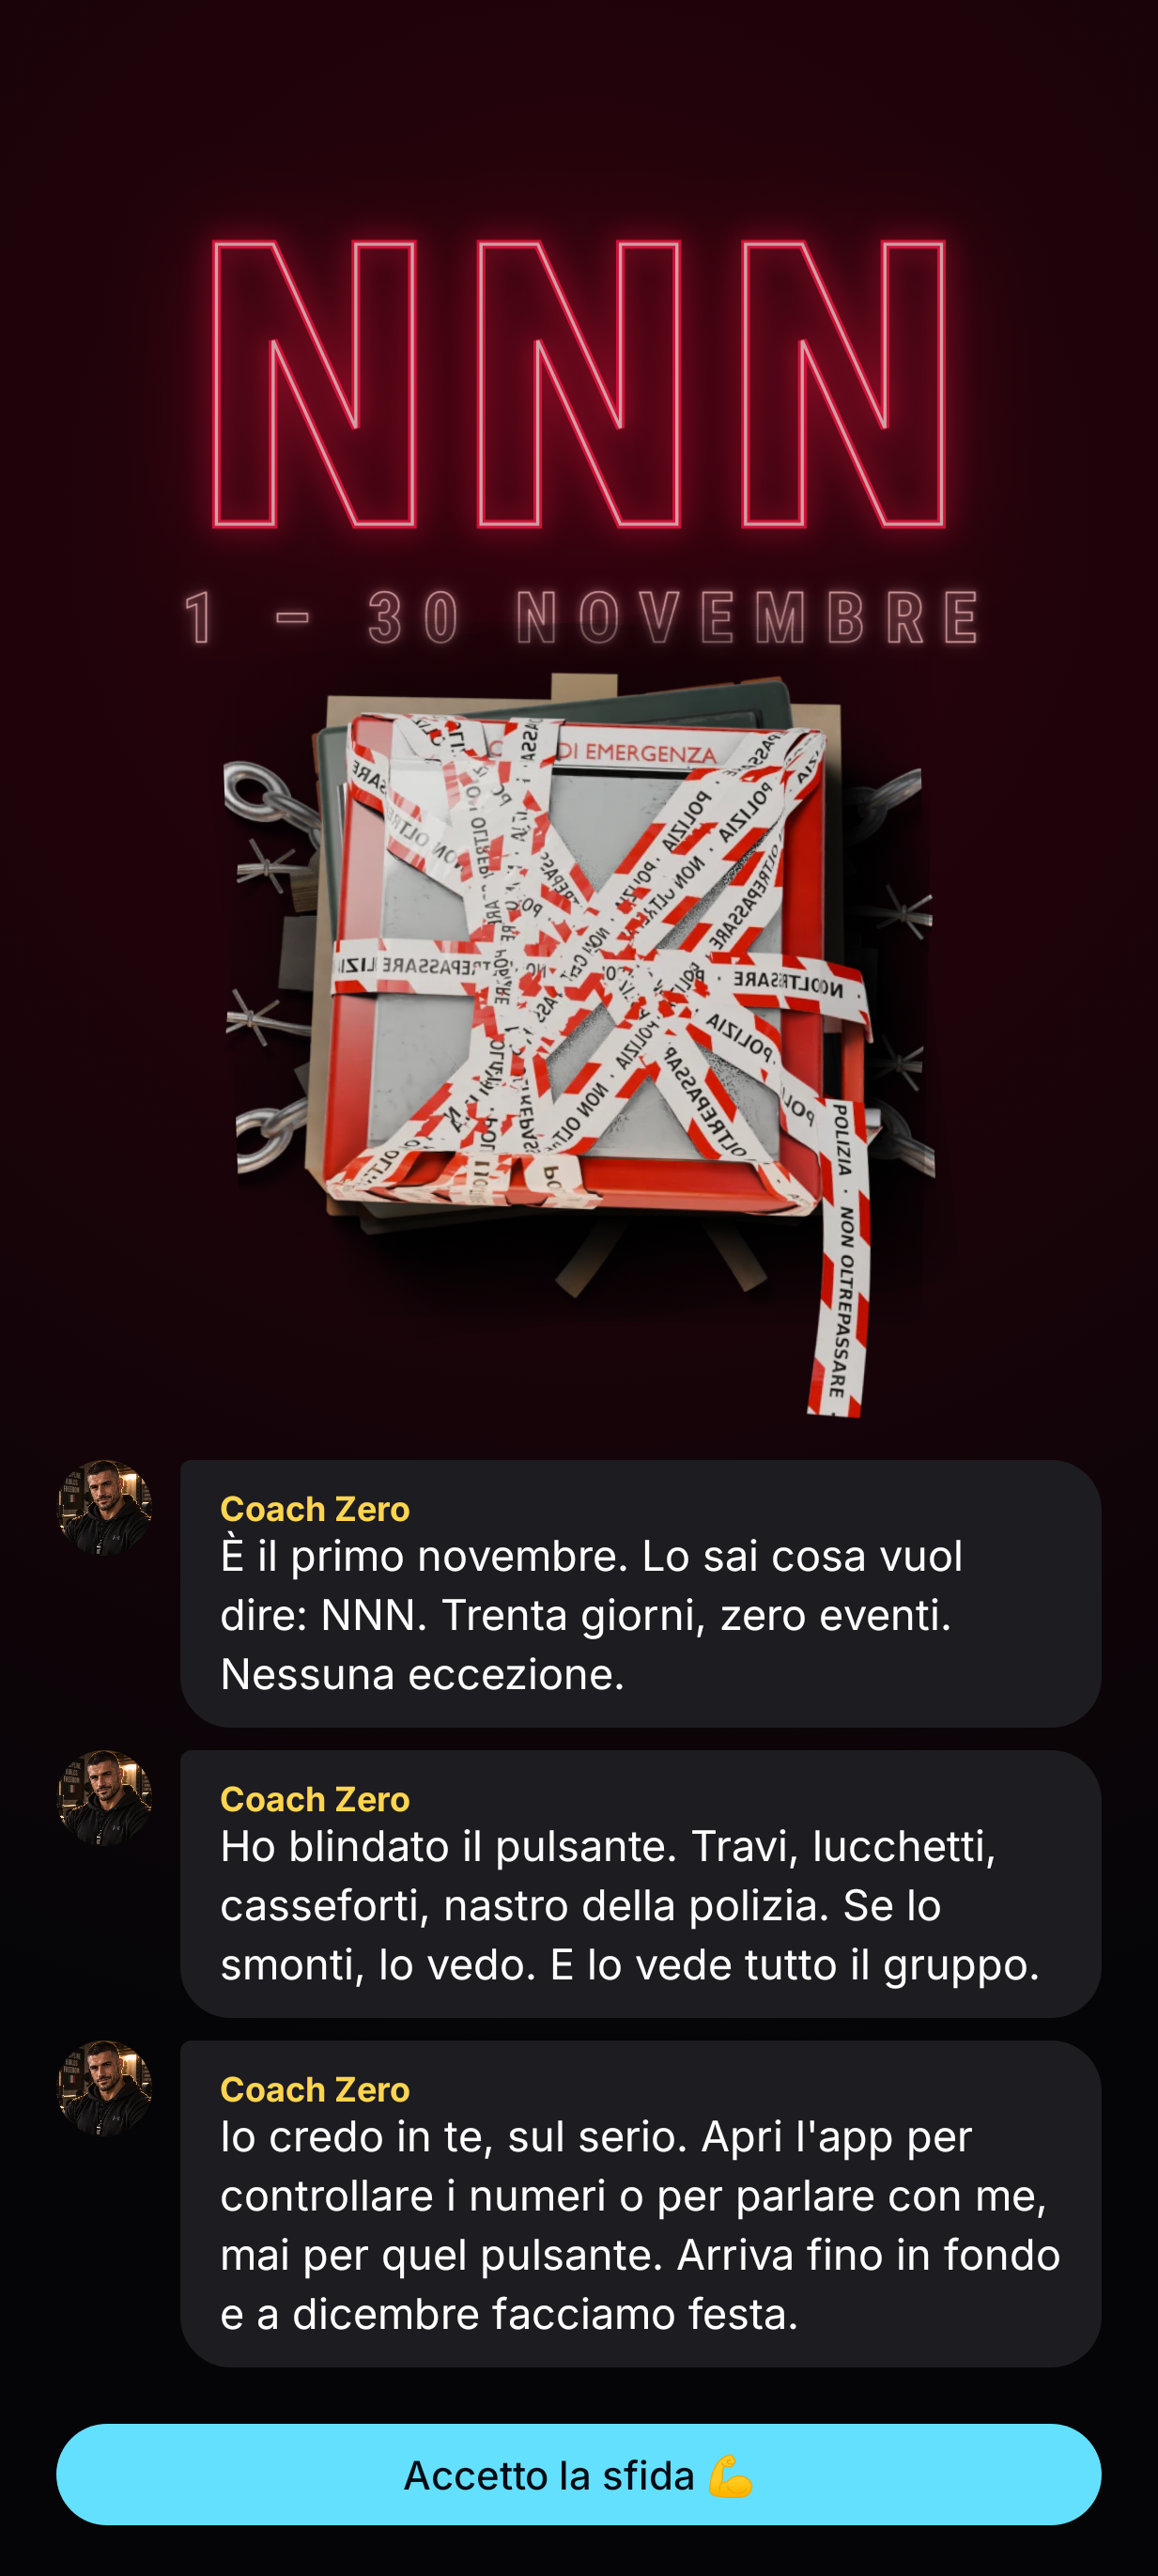 NNN
1 – 30 NOVEMBRE
DI EMERGENZA
POLIZIA · NON OLTREPASSARE ·
Coach Zero
È il primo novembre. Lo sai cosa vuol
dire: NNN. Trenta giorni, zero eventi.
Nessuna eccezione.
Coach Zero
Ho blindato il pulsante. Travi, lucchetti,
casseforti, nastro della polizia. Se lo
smonti, lo vedo. E lo vede tutto il gruppo.
Coach Zero
Io credo in te, sul serio. Apri l'app per
controllare i numeri o per parlare con me,
mai per quel pulsante. Arriva fino in fondo
e a dicembre facciamo festa.
Accetto la sfida 💪